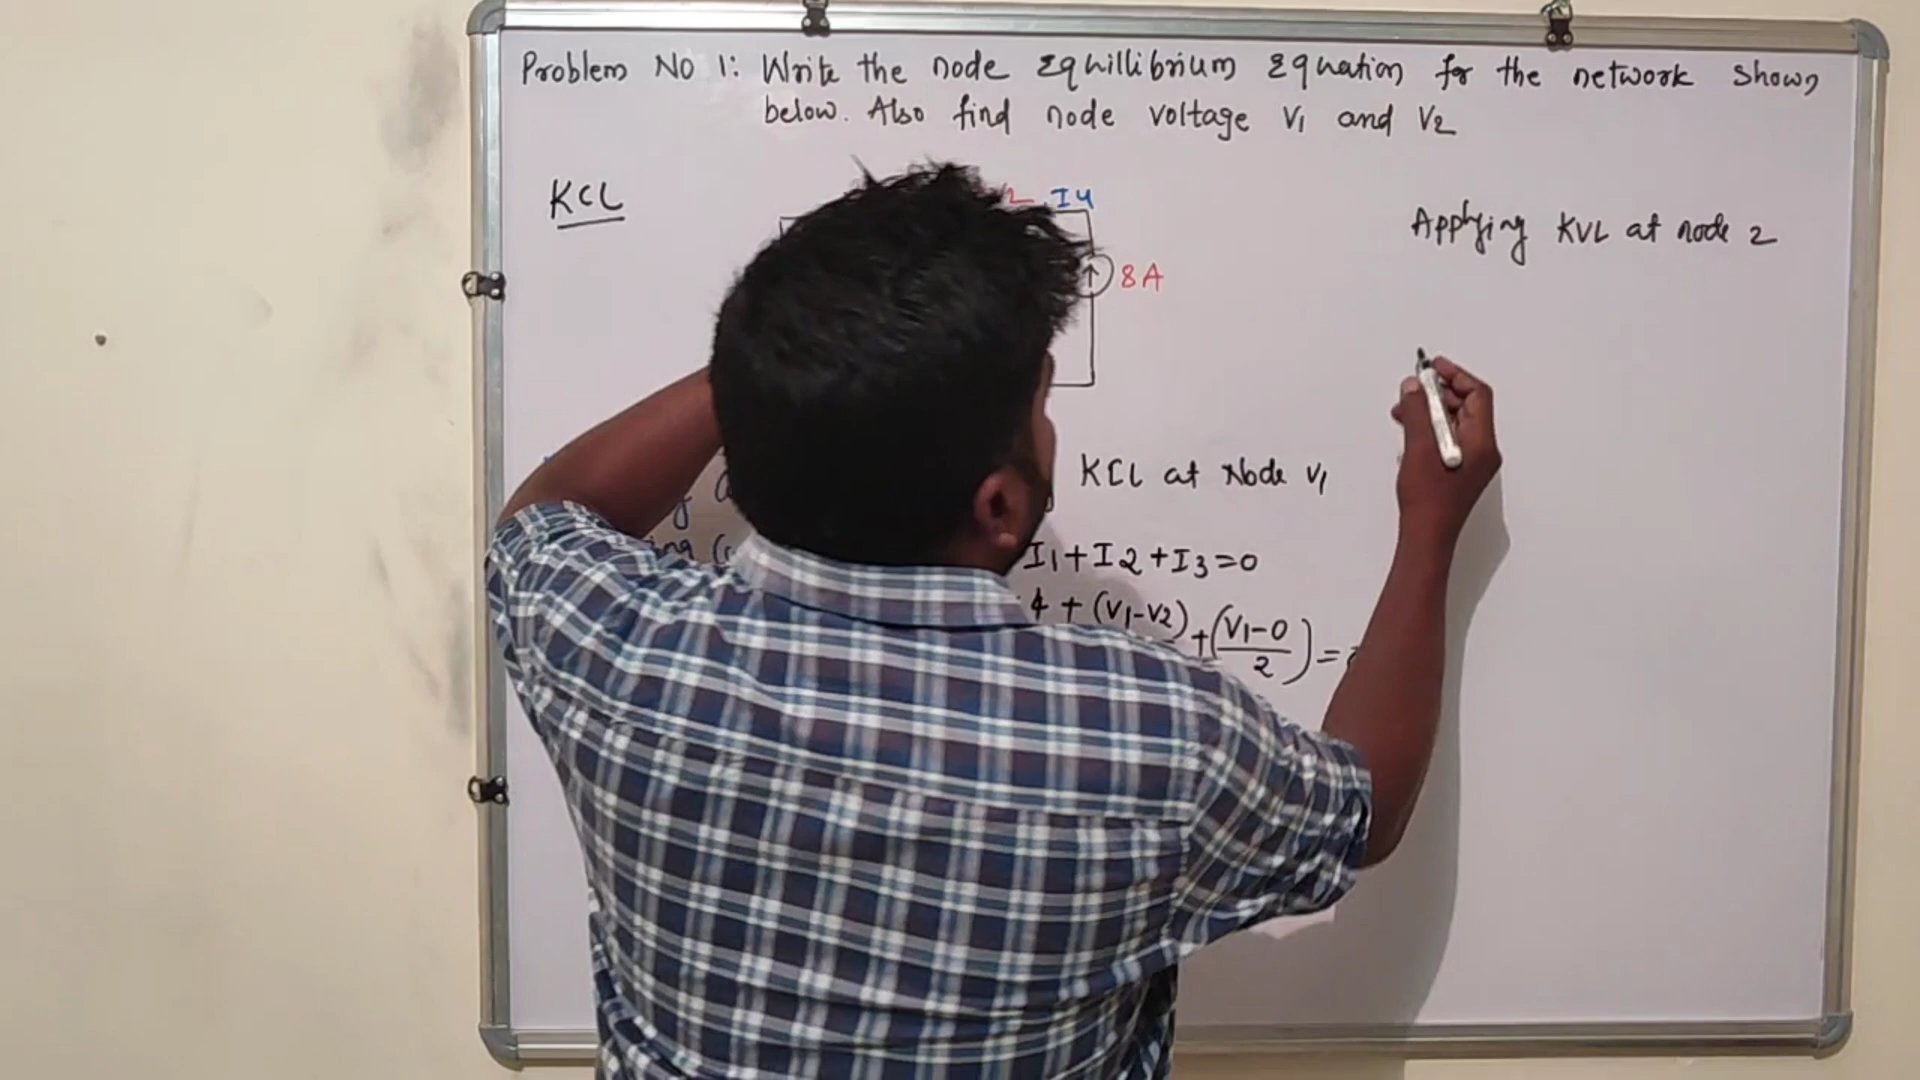 Problem No 1: Write the node Equillibrium Equation for the network shown
below. Also find node voltage V1 and V2
KCL
I4
8A
Applying KVL at node 2
KCL at Node V1
I1+I2+I3=0
4 + (V1-V2) + (V1-0 / 2) =